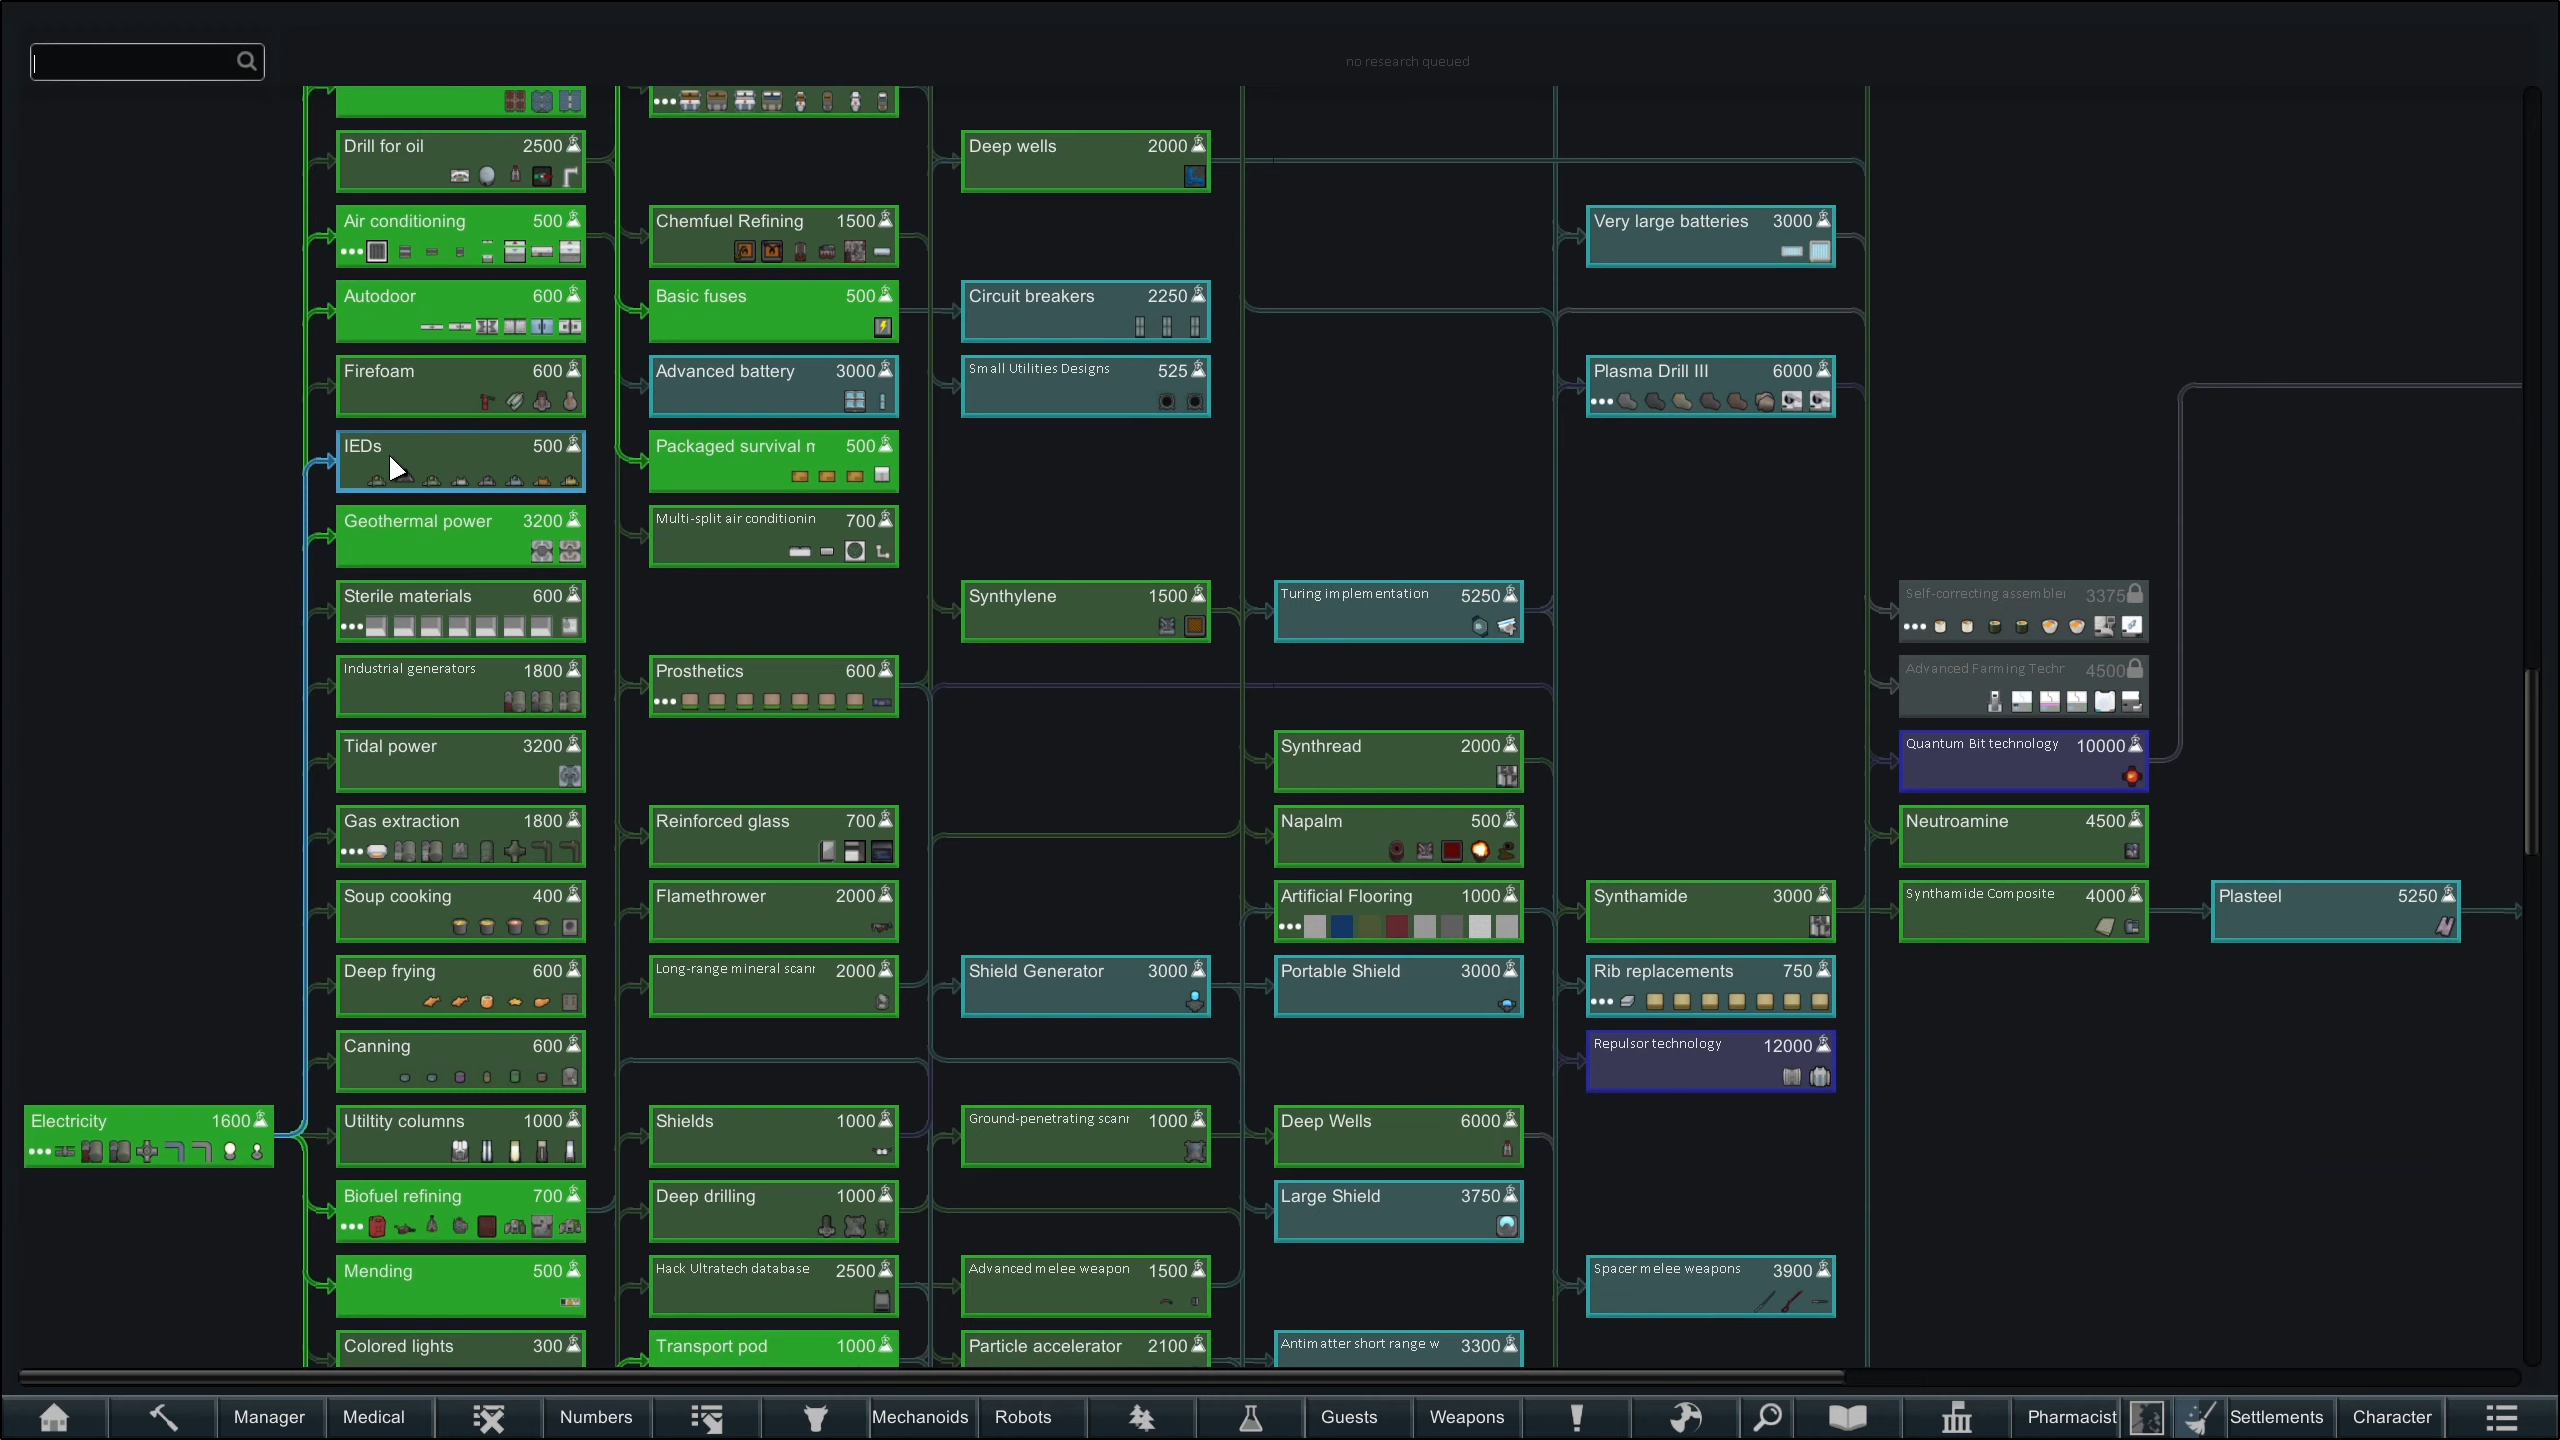 no research queued
Drill for oil 2500
Deep wells 2000
Air conditioning 500
Chemfuel Refining 1500
Very large batteries 3000
Autodoor 600
Basic fuses 500
Circuit breakers 2250
Firefoam 600
Advanced battery 3000
Small Utilities Designs 525
Plasma Drill III 6000
IEDs 500
Packaged survival m 500
Geothermal power 3200
Multi-split air conditionin 700
Sterile materials 600
Synthylene 1500
Turing implementation 5250
Self-correcting assembler 3375
Industrial generators 1800
Prosthetics 600
Advanced Farming Techr 4500
Tidal power 3200
Synthread 2000
Quantum Bit technology 10000
Gas extraction 1800
Reinforced glass 700
Napalm 500
Neutroamine 4500
Soup cooking 400
Flamethrower 2000
Artificial Flooring 1000
Synthamide 3000
Synthamide Composite 4000
Plasteel 5250
Deep frying 600
Long-range mineral scanr 2000
Shield Generator 3000
Portable Shield 3000
Rib replacements 750
Canning 600
Repulsor technology 12000
Electricity 1600
Utiltity columns 1000
Shields 1000
Ground-penetrating scanr 1000
Deep Wells 6000
Biofuel refining 700
Deep drilling 1000
Large Shield 3750
Mending 500
Hack Ultratech database 2500
Advanced melee weapon 1500
Spacer melee weapons 3900
Colored lights 300
Transport pod 1000
Particle accelerator 2100
Antimatter short range w 3300
Manager Medical Numbers Mechanoids Robots Guests Weapons Pharmacist Settlements Character